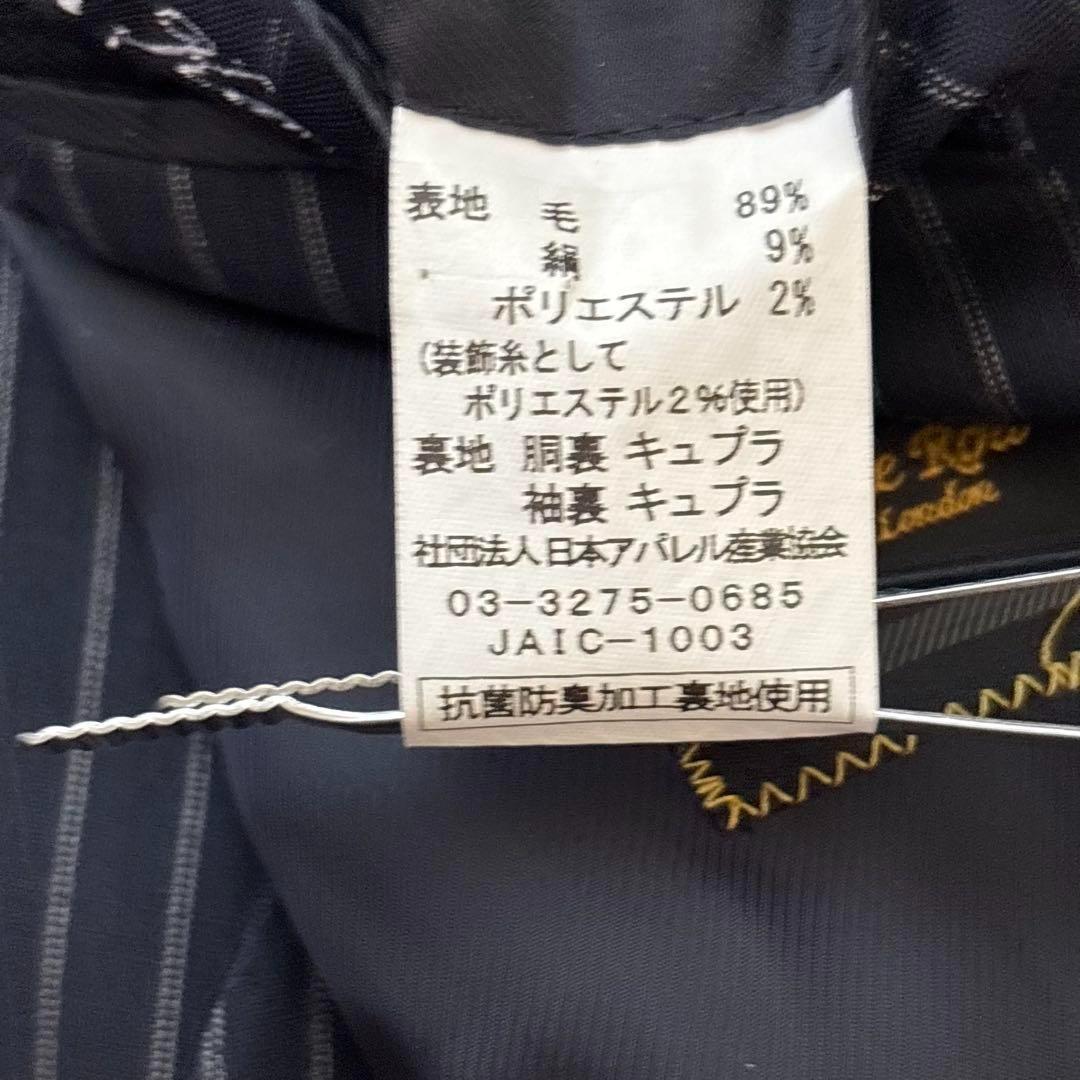 表地 毛 89%
絹 9%
ポリエステル 2%
(装飾糸として
ポリエステル2%使用)
裏地 胴裏 キュプラ
袖裏 キュプラ
社団法人日本アパレル産業協会
03-3275-0685
JAIC-1003
抗菌防臭加工裏地使用
London